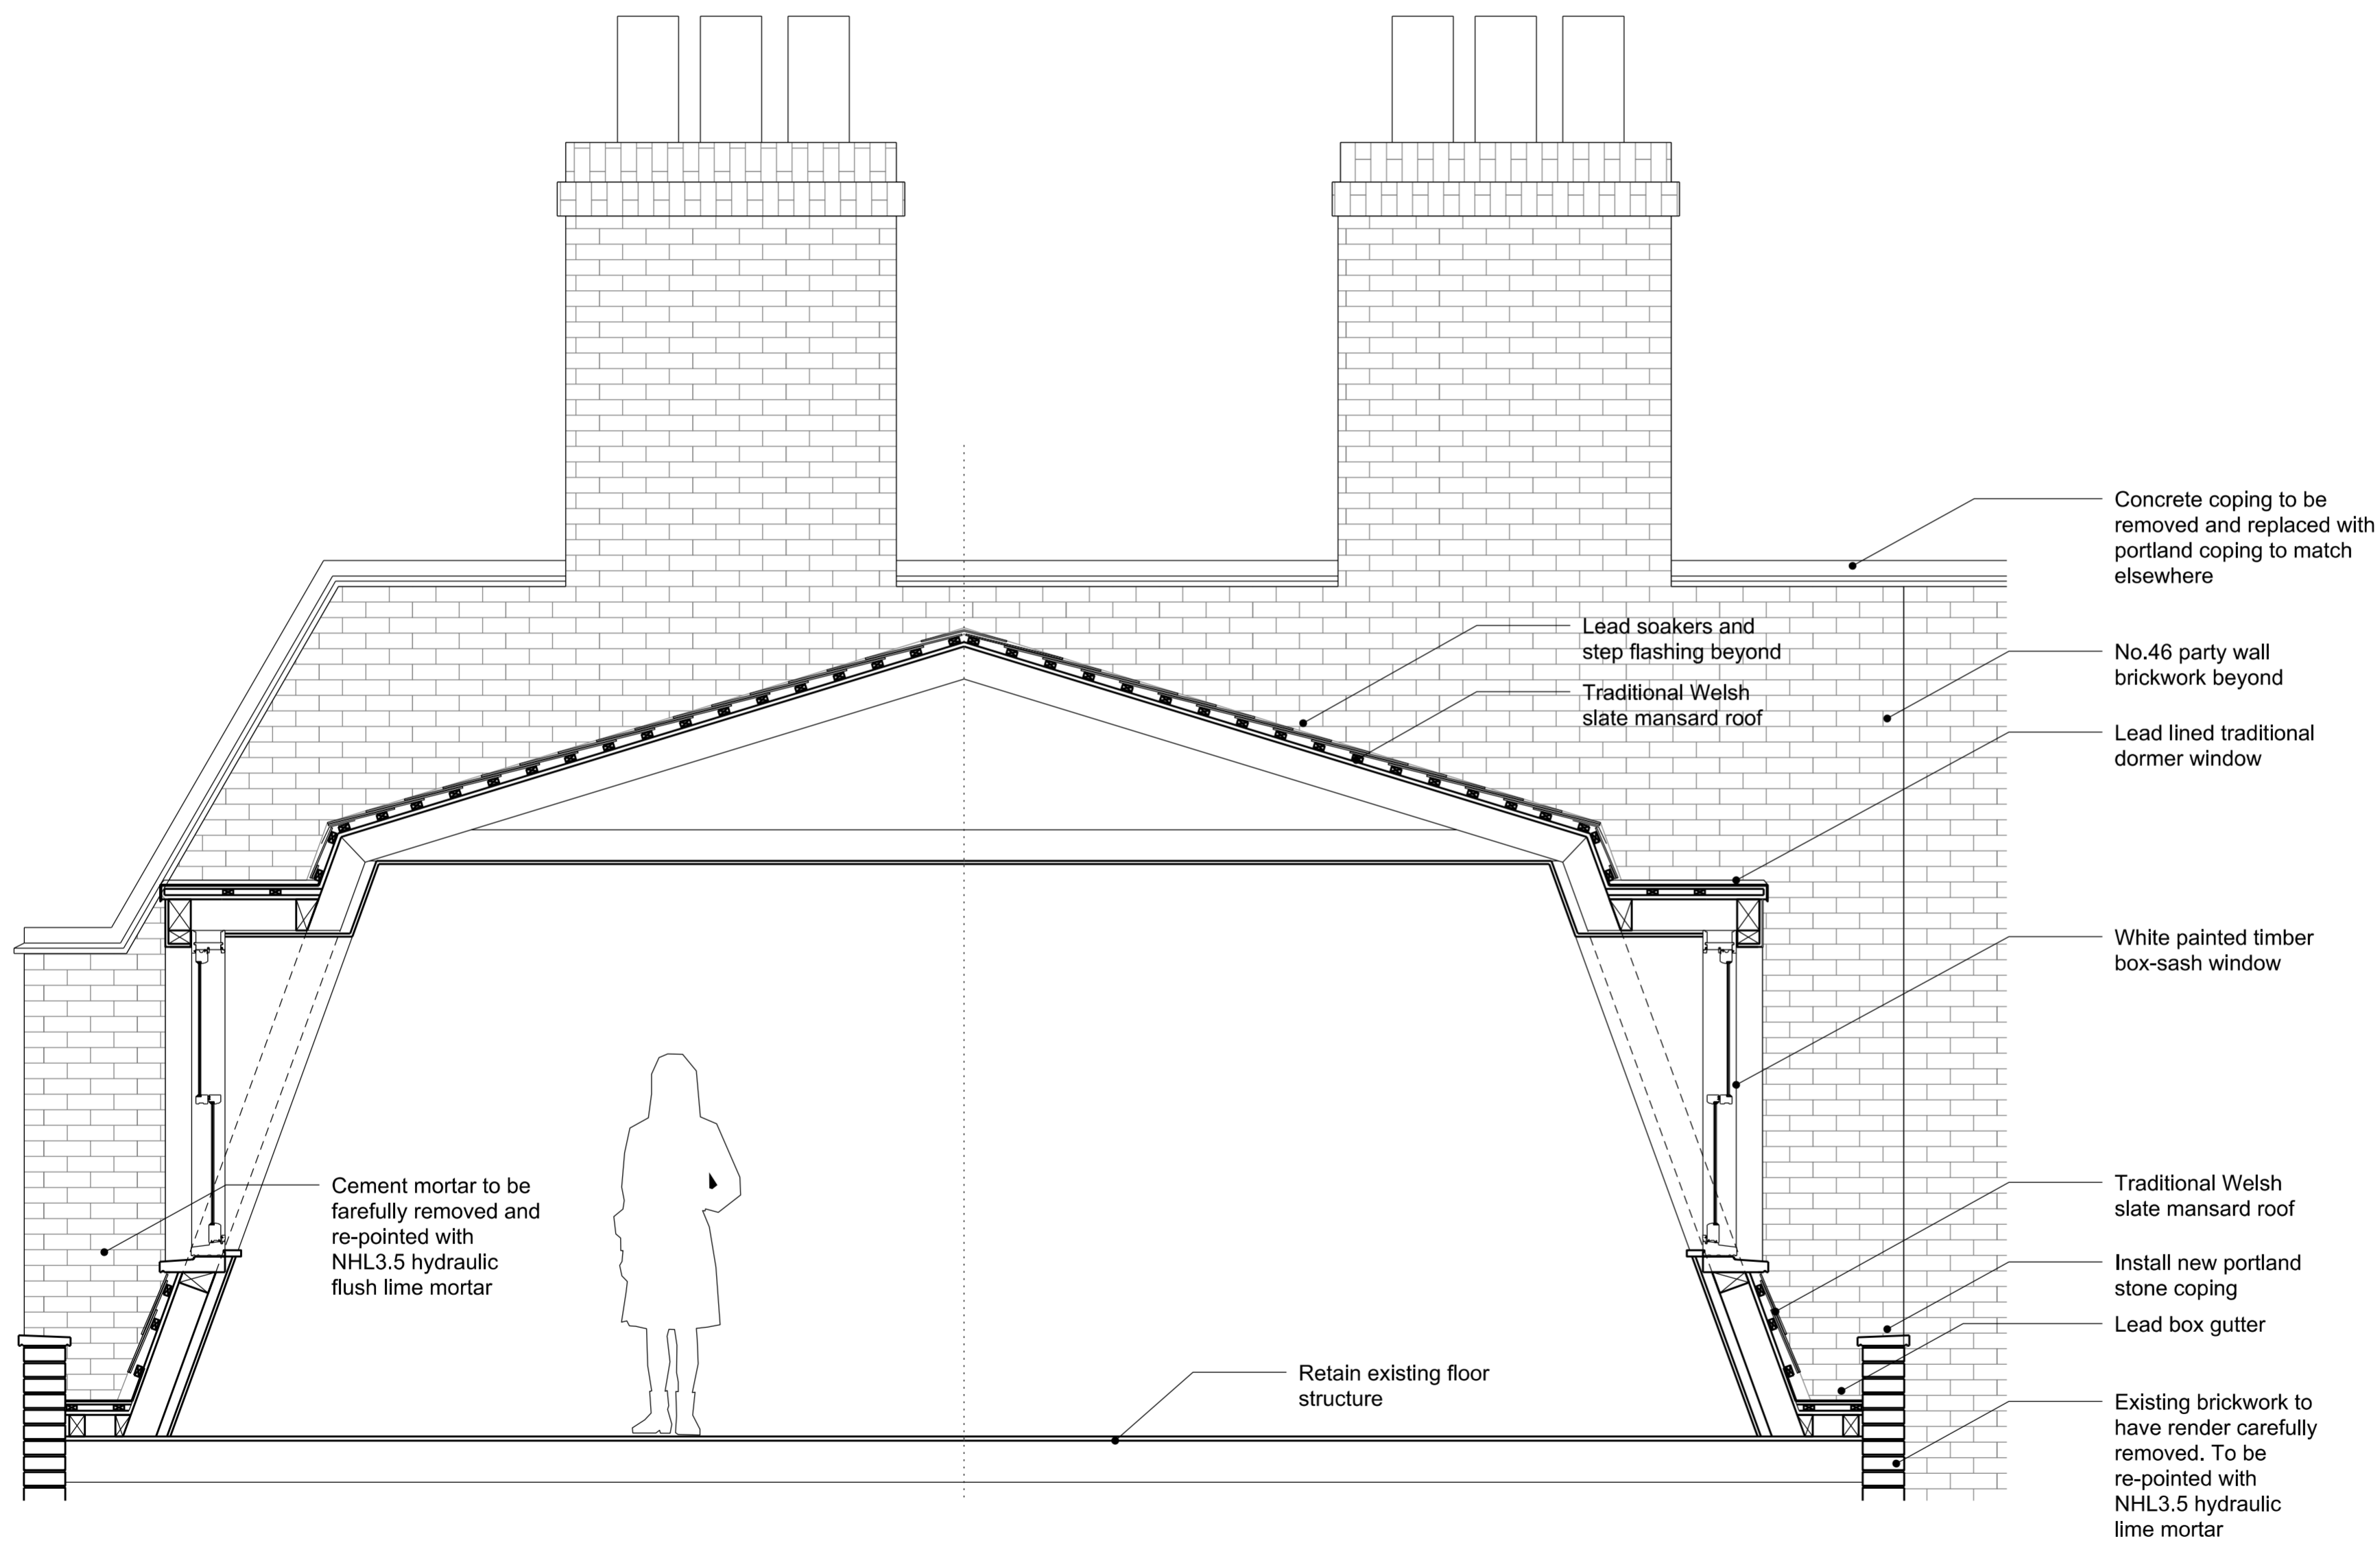 Concrete coping to be
removed and replaced with
portland coping to match
elsewhere
Lead soakers and
step flashing beyond
No.46 party wall
brickwork beyond
Traditional Welsh
slate mansard roof
Lead lined traditional
dormer window
White painted timber
box-sash window
Cement mortar to be
farefully removed and
re-pointed with
NHL3.5 hydraulic
flush lime mortar
Traditional Welsh
slate mansard roof
Install new portland
stone coping
Lead box gutter
Retain existing floor
structure
Existing brickwork to
have render carefully
removed. To be
re-pointed with
NHL3.5 hydraulic
lime mortar